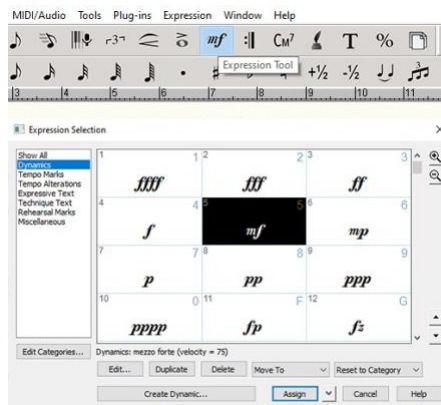 MIDI/Audio Tools Plug-ins Expression Window Help
3 mf CM7 T %
Expression Tool
+½ -½ 3
3 4 5 6 7 8 9 10 11
Expression Selection X
Show All
Dynamics
Tempo Marks
Tempo Alterations
Expressive Text
Technique Text
Rehearsal Marks
Miscellaneous
1 1 2 2 3 3
ffff fff ff
4 4 5 5 6 6
f mf mp
7 7 8 8 9 9
p pp ppp
10 0 11 F 12 G
pppp fp fz
Edit Categories... Dynamics: mezzo forte (velocity = 75)
Edit... Duplicate Delete Move To Reset to Category
Create Dynamic... Assign Cancel Help